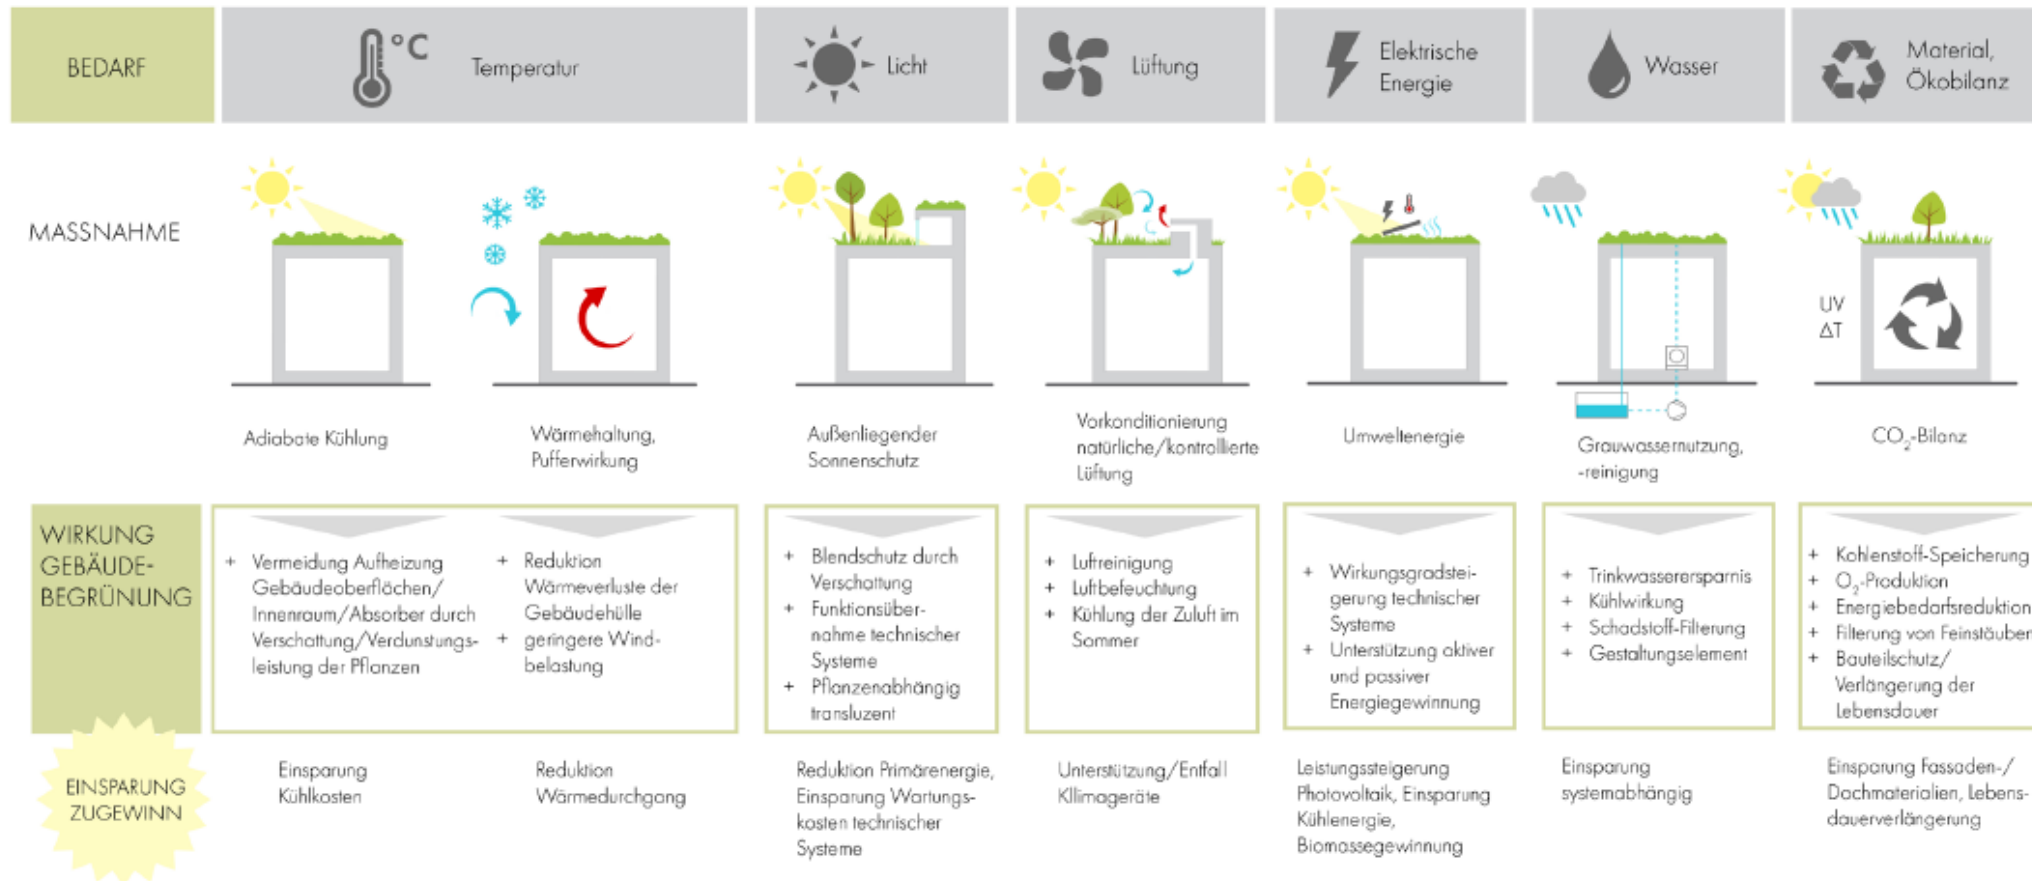 BEDARF
°C
Temperatur
Licht
Lüftung
Elektrische
Energie
Wasser
Material,
Ökobilanz
MASSNAHME
UV
ΔT
Adiabate Kühlung
Wärmehaltung,
Pufferwirkung
Außenliegender
Sonnenschutz
Vorkonditionierung
natürliche/kontrollierte
Lüftung
Umweltenergie
Grauwassernutzung,
-reinigung
CO₂-Bilanz
WIRKUNG
GEBÄUDE-
BEGRÜNUNG
+ Vermeidung Aufheizung
Gebäudeoberflächen/
Innenraum/Absorber durch
Verschattung/Verdunstungs-
leistung der Pflanzen
+ Reduktion
Wärmeverluste der
Gebäudehülle
+ geringere Wind-
belastung
+ Blendschutz durch
Verschattung
+ Funktionsüber-
nahme technischer
Systeme
+ Pflanzenabhängig
transluzent
+ Luftreinigung
+ Luftbefeuchtung
+ Kühlung der Zuluft im
Sommer
+ Wirkungsgradstei-
gerung technischer
Systeme
+ Unterstützung aktiver
und passiver
Energiegewinnung
+ Trinkwasserersparnis
+ Kühlwirkung
+ Schadstoff-Filterung
+ Gestaltungselement
+ Kohlenstoff-Speicherung
+ O₂-Produktion
+ Energiebedarfsreduktion
+ Filterung von Feinstäuben
+ Bauteilschutz/
Verlängerung der
Lebensdauer
EINSPARUNG
ZUGEWINN
Einsparung
Kühlkosten
Reduktion
Wärmedurchgang
Reduktion Primärenergie,
Einsparung Wartungs-
kosten technischer
Systeme
Unterstützung/Entfall
Kllimageräte
Leistungssteigerung
Photovoltaik, Einsparung
Kühlenergie,
Biomassegewinnung
Einsparung
systemabhängig
Einsparung Fassaden-/
Dachmaterialien, Lebens-
dauerverlängerung